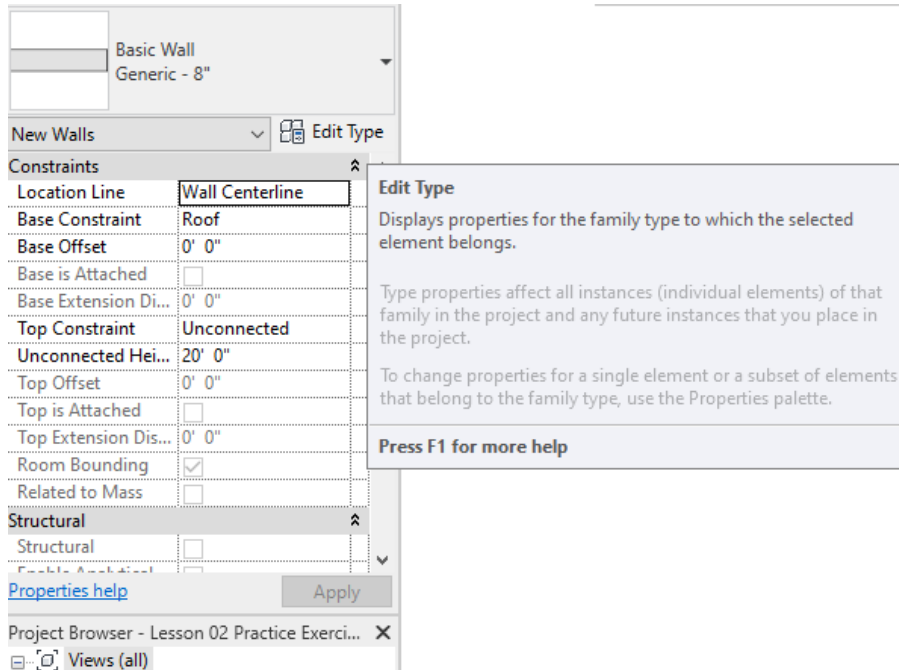 Basic Wall
Generic - 8"
New Walls
Edit Type
Constraints
Location Line Wall Centerline
Base Constraint Roof
Base Offset 0' 0"
Base is Attached
Base Extension Di... 0' 0"
Top Constraint Unconnected
Unconnected Hei... 20' 0"
Top Offset 0' 0"
Top is Attached
Top Extension Dis... 0' 0"
Room Bounding
Related to Mass
Structural
Structural
Enable Analytical
Properties help
Apply
Project Browser - Lesson 02 Practice Exerci...
Views (all)
Edit Type
Displays properties for the family type to which the selected
element belongs.
Type properties affect all instances (individual elements) of that
family in the project and any future instances that you place in
the project.
To change properties for a single element or a subset of elements
that belong to the family type, use the Properties palette.
Press F1 for more help